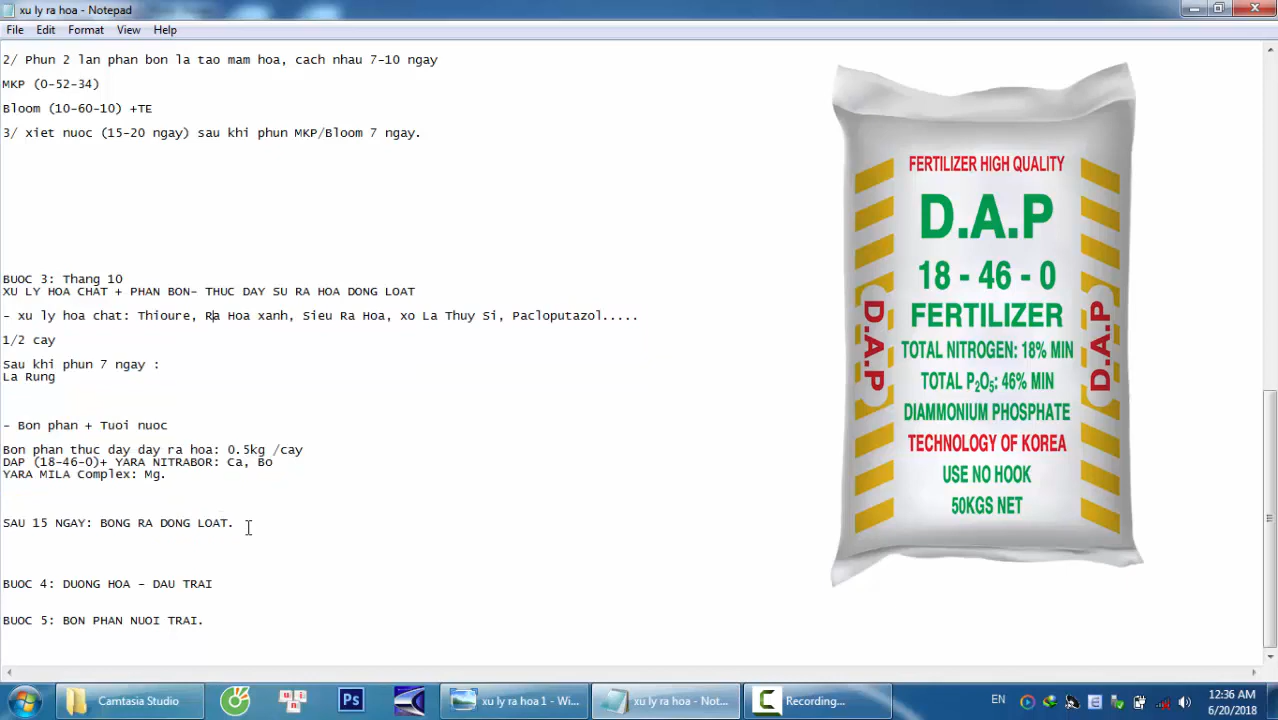 xu ly ra hoa - Notepad
File Edit Format View Help
2/ Phun 2 lan phan bon la tao mam hoa, cach nhau 7-10 ngay
MKP (0-52-34)
Bloom (10-60-10) +TE
3/ xiet nuoc (15-20 ngay) sau khi phun MKP/Bloom 7 ngay.
BUOC 3: Thang 10
XU LY HOA CHAT + PHAN BON- THUC DAY SU RA HOA DONG LOAT
- xu ly hoa chat: Thioure, Ra Hoa xanh, Sieu Ra Hoa, xo La Thuy Si, Pacloputazol.....
1/2 cay
Sau khi phun 7 ngay :
La Rung
- Bon phan + Tuoi nuoc
Bon phan thuc day day ra hoa: 0.5kg /cay
DAP (18-46-0)+ YARA NITRABOR: Ca, Bo
YARA MILA Complex: Mg.
SAU 15 NGAY: BONG RA DONG LOAT.
BUOC 4: DUONG HOA - DAU TRAI
BUOC 5: BON PHAN NUOI TRAI.
FERTILIZER HIGH QUALITY
D.A.P
18 - 46 - 0
FERTILIZER
TOTAL NITROGEN: 18% MIN
TOTAL P2O5: 46% MIN
DIAMMONIUM PHOSPHATE
TECHNOLOGY OF KOREA
USE NO HOOK
50KGS NET
D.A.P
D.A.P
Camtasia Studio
Ps
xu ly ra hoa 1 - Wi...
xu ly ra hoa - Not...
Recording...
EN
12:36 AM
6/20/2018